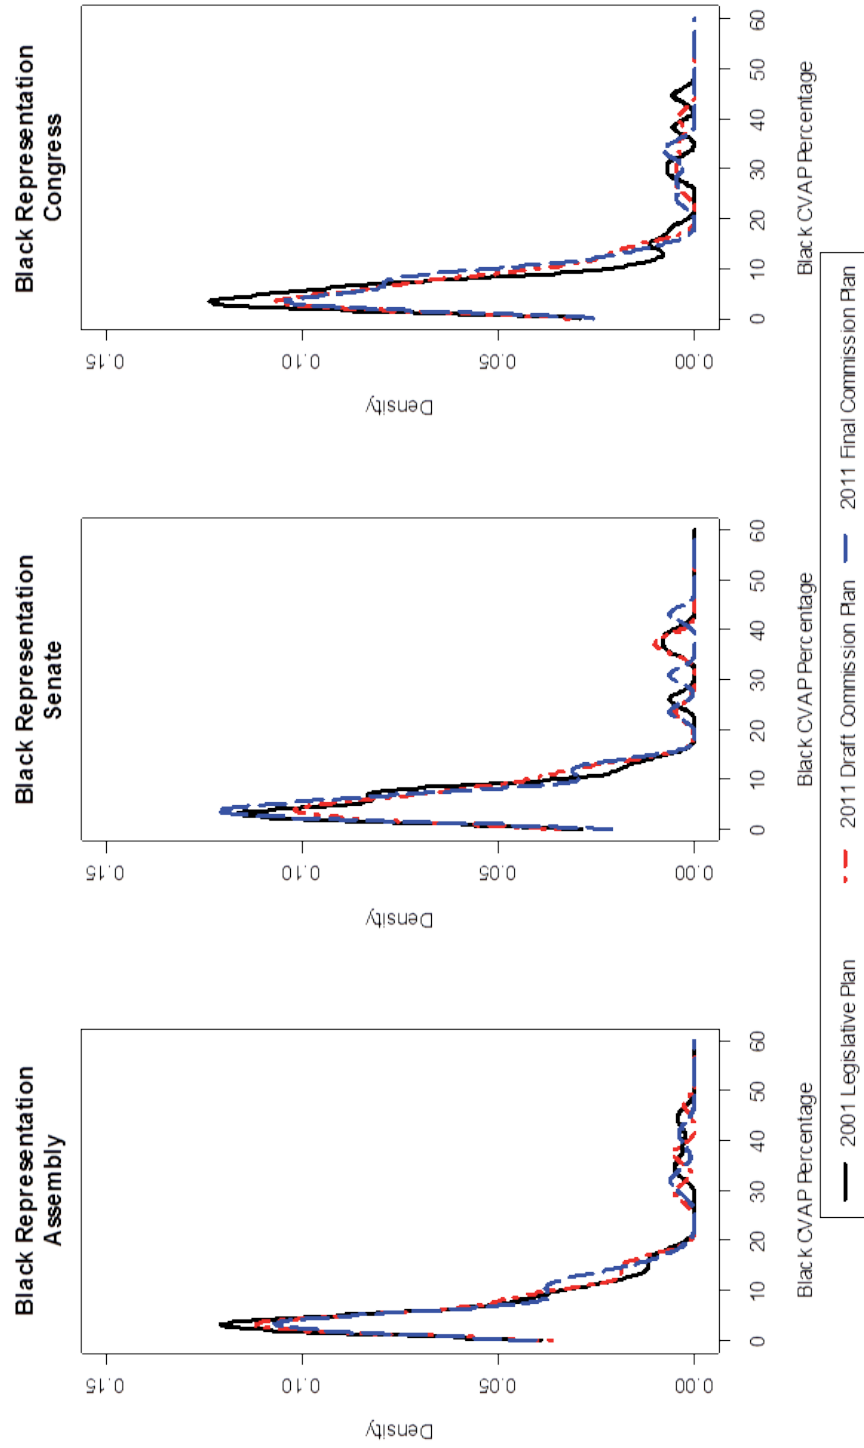 Black Representation
Assembly
Density
0.00
0.05
0.10
0.15
0
10
20
30
40
50
60
Black CVAP Percentage
Black Representation
Senate
Density
0.00
0.05
0.10
0.15
0
10
20
30
40
50
60
Black CVAP Percentage
Black Representation
Congress
Density
0.00
0.05
0.10
0.15
0
10
20
30
40
50
60
Black CVAP Percentage
2001 Legislative Plan
2011 Draft Commission Plan
2011 Final Commission Plan